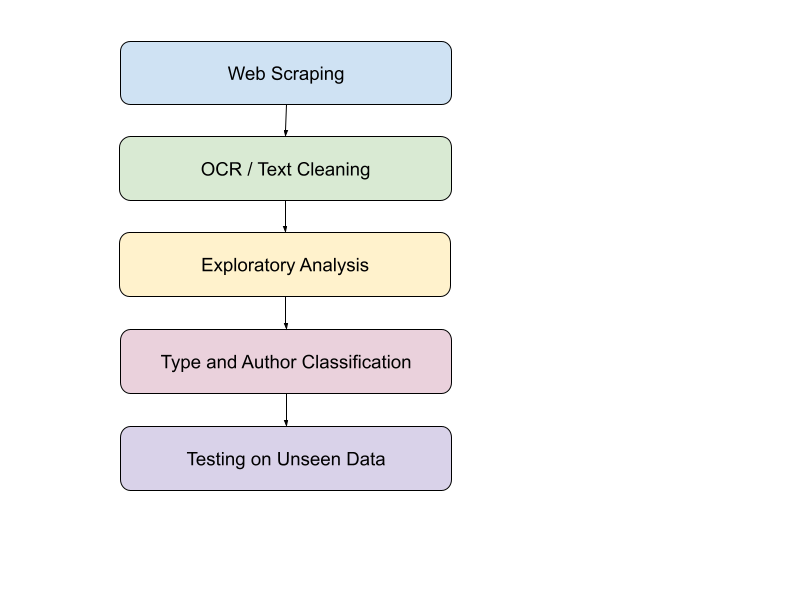 Web Scraping
OCR / Text Cleaning
Exploratory Analysis
Type and Author Classification
Testing on Unseen Data